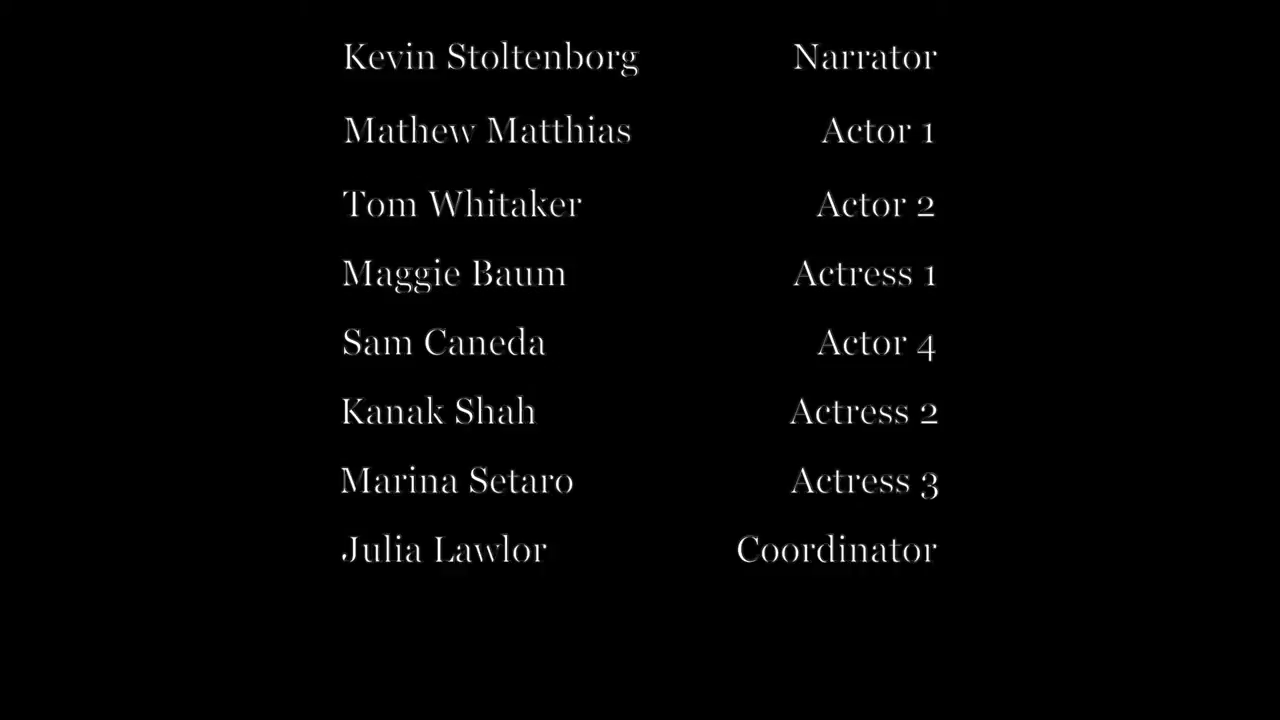 Kevin Stoltenborg Narrator
Mathew Matthias Actor 1
Tom Whitaker Actor 2
Maggie Baum Actress 1
Sam Caneda Actor 4
Kanak Shah Actress 2
Marina Setaro Actress 3
Julia Lawlor Coordinator